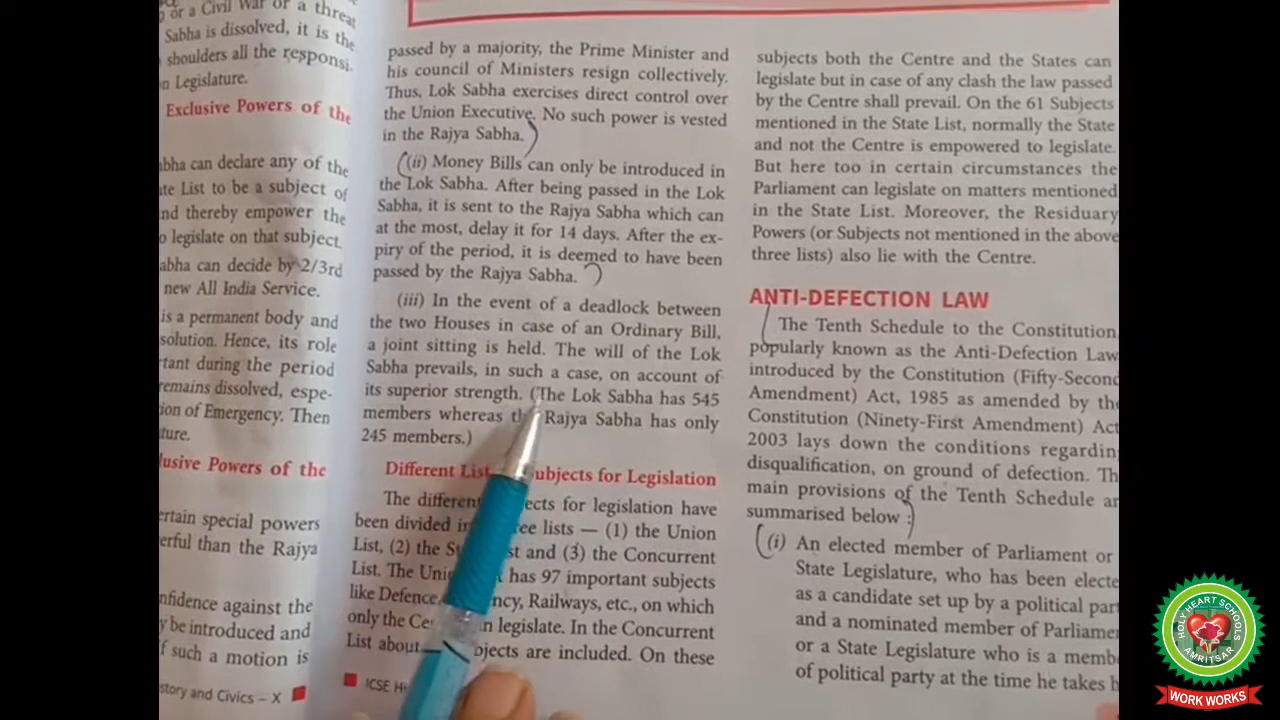 or a Civil War or a threat
Sabha is dissolved, it is the
shoulders all the responsi-
n Legislature.
Exclusive Powers of the
bha can declare any of the
te List to be a subject of
nd thereby empower the
o legislate on that subject.
abha can decide by 2/3rd
new All India Service.
is a permanent body and
solution. Hence, its role
rtant during the period
remains dissolved, espe-
ion of Emergency. Then
ture.
lusive Powers of the
ertain special powers
erful than the Rajya
nfidence against the
y be introduced and
f such a motion is
story and Civics – X
passed by a majority, the Prime Minister and
his council of Ministers resign collectively.
Thus, Lok Sabha exercises direct control over
the Union Executive. No such power is vested
in the Rajya Sabha.
(ii) Money Bills can only be introduced in
the Lok Sabha. After being passed in the Lok
Sabha, it is sent to the Rajya Sabha which can
at the most, delay it for 14 days. After the ex-
piry of the period, it is deemed to have been
passed by the Rajya Sabha.
(iii) In the event of a deadlock between
the two Houses in case of an Ordinary Bill,
a joint sitting is held. The will of the Lok
Sabha prevails, in such a case, on account of
its superior strength. (The Lok Sabha has 545
members whereas th Rajya Sabha has only
245 members.)
Different List ubjects for Legislation
The different ects for legislation have
been divided in ee lists — (1) the Union
List, (2) the St st and (3) the Concurrent
List. The Uni has 97 important subjects
like Defence, ncy, Railways, etc., on which
only the Ce n legislate. In the Concurrent
List about bjects are included. On these
ICSE Hi
subjects both the Centre and the States can
legislate but in case of any clash the law passed
by the Centre shall prevail. On the 61 Subjects
mentioned in the State List, normally the State
and not the Centre is empowered to legislate.
But here too in certain circumstances the
Parliament can legislate on matters mentioned
in the State List. Moreover, the Residuary
Powers (or Subjects not mentioned in the above
three lists) also lie with the Centre.
ANTI-DEFECTION LAW
The Tenth Schedule to the Constitution,
popularly known as the Anti-Defection Law
introduced by the Constitution (Fifty-Second
Amendment) Act, 1985 as amended by the
Constitution (Ninety-First Amendment) Act
2003 lays down the conditions regardin
disqualification, on ground of defection. Th
main provisions of the Tenth Schedule ar
summarised below :
(i) An elected member of Parliament or
State Legislature, who has been electe
as a candidate set up by a political par
and a nominated member of Parliame
or a State Legislature who is a memb
of political party at the time he takes h
HOLY HEART SCHOOLS
AMRITSAR
WORK WORKS